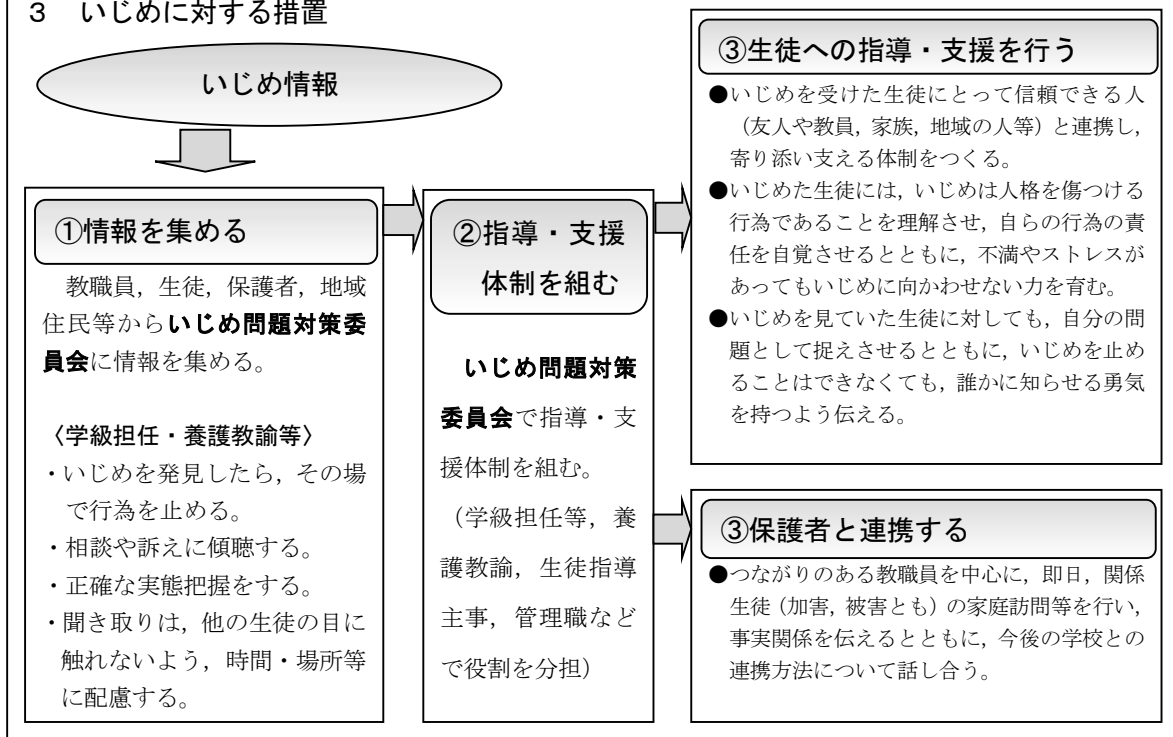 3 いじめに対する措置
いじめ情報
①情報を集める
教職員,生徒,保護者,地域
住民等からいじめ問題対策委
員会に情報を集める。
〈学級担任・養護教諭等〉
・いじめを発見したら,その場
で行為を止める。
・相談や訴えに傾聴する。
・正確な実態把握をする。
・聞き取りは,他の生徒の目に
触れないよう,時間・場所等
に配慮する。
②指導・支援
体制を組む
いじめ問題対策
委員会で指導・支
援体制を組む。
(学級担任等,養
護教諭,生徒指導
主事,管理職など
で役割を分担)
③生徒への指導・支援を行う
●いじめを受けた生徒にとって信頼できる人
(友人や教員,家族,地域の人等)と連携し,
寄り添い支える体制をつくる。
●いじめた生徒には,いじめは人格を傷つける
行為であることを理解させ,自らの行為の責
任を自覚させるとともに,不満やストレスが
あってもいじめに向かわせない力を育む。
●いじめを見ていた生徒に対しても,自分の問
題として捉えさせるとともに,いじめを止め
ることはできなくても,誰かに知らせる勇気
を持つよう伝える。
③保護者と連携する
●つながりのある教職員を中心に,即日,関係
生徒(加害,被害とも)の家庭訪問等を行い,
事実関係を伝えるとともに,今後の学校との
連携方法について話し合う。